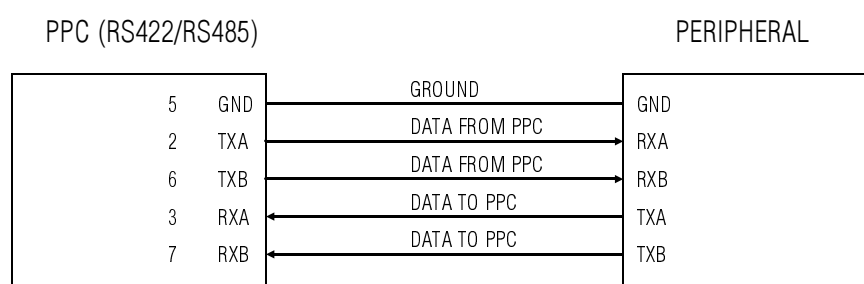 PPC (RS422/RS485) PERIPHERAL
5 GND GROUND GND
2 TXA DATA FROM PPC RXA
6 TXB DATA FROM PPC RXB
3 RXA DATA TO PPC TXA
7 RXB DATA TO PPC TXB